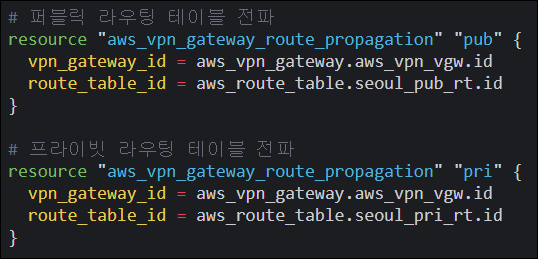 # 퍼블릭 라우팅 테이블 전파
resource "aws_vpn_gateway_route_propagation" "pub" {
  vpn_gateway_id = aws_vpn_gateway.aws_vpn_vgw.id
  route_table_id = aws_route_table.seoul_pub_rt.id
}

# 프라이빗 라우팅 테이블 전파
resource "aws_vpn_gateway_route_propagation" "pri" {
  vpn_gateway_id = aws_vpn_gateway.aws_vpn_vgw.id
  route_table_id = aws_route_table.seoul_pri_rt.id
}